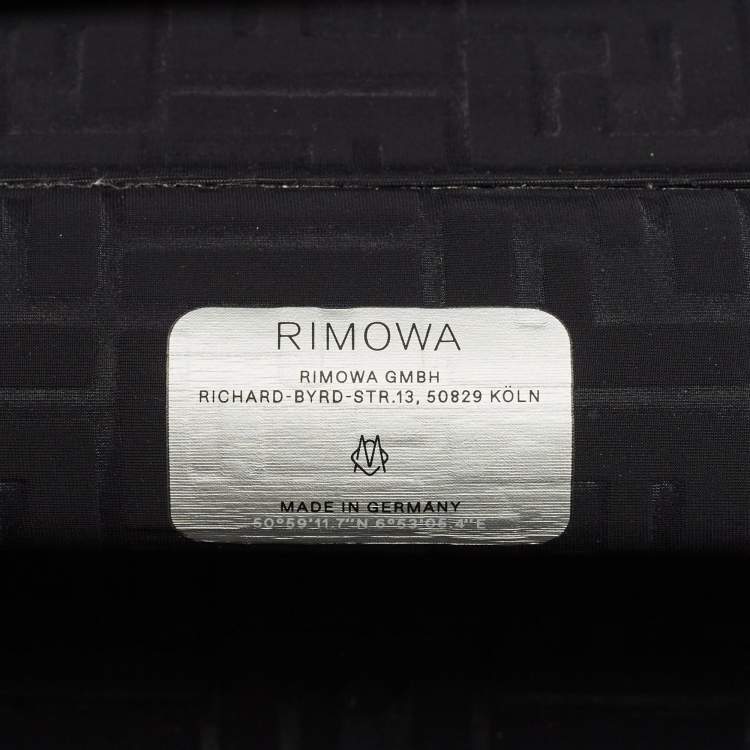 RIMOWA
RIMOWA GMBH
RICHARD-BYRD-STR.13, 50829 KÖLN
MADE IN GERMANY
50°59'11.7"N 6°53'05.4"E